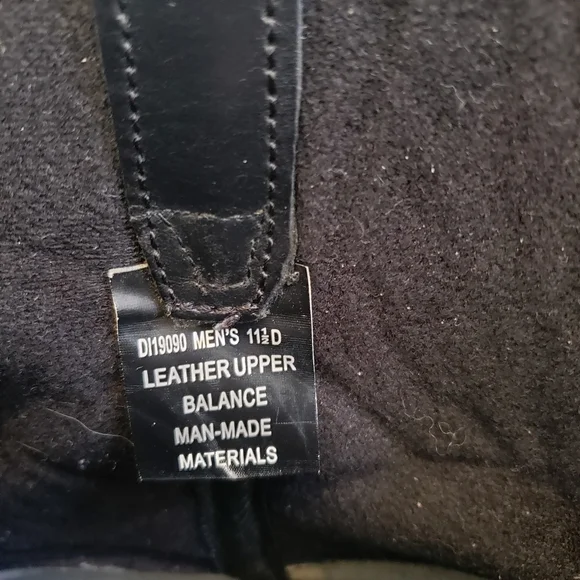 DI19090 MEN'S 11½D
LEATHER UPPER
BALANCE
MAN-MADE
MATERIALS